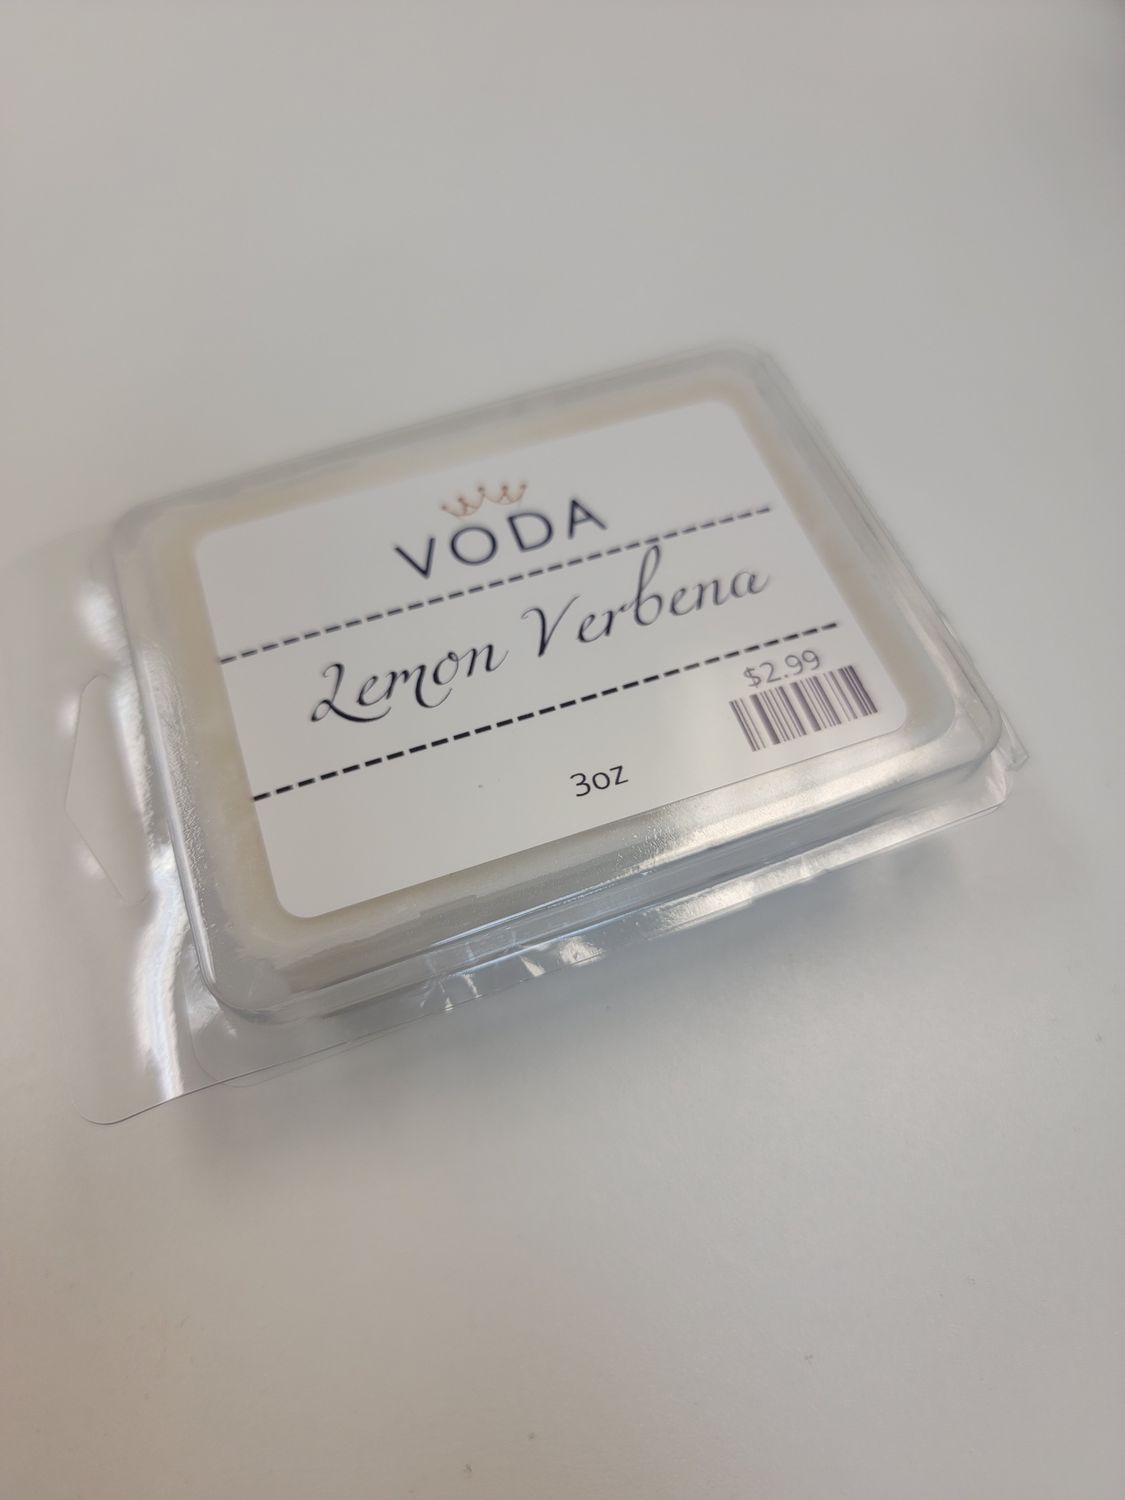 VODA
Lemon Verbena
$2.99
3oz